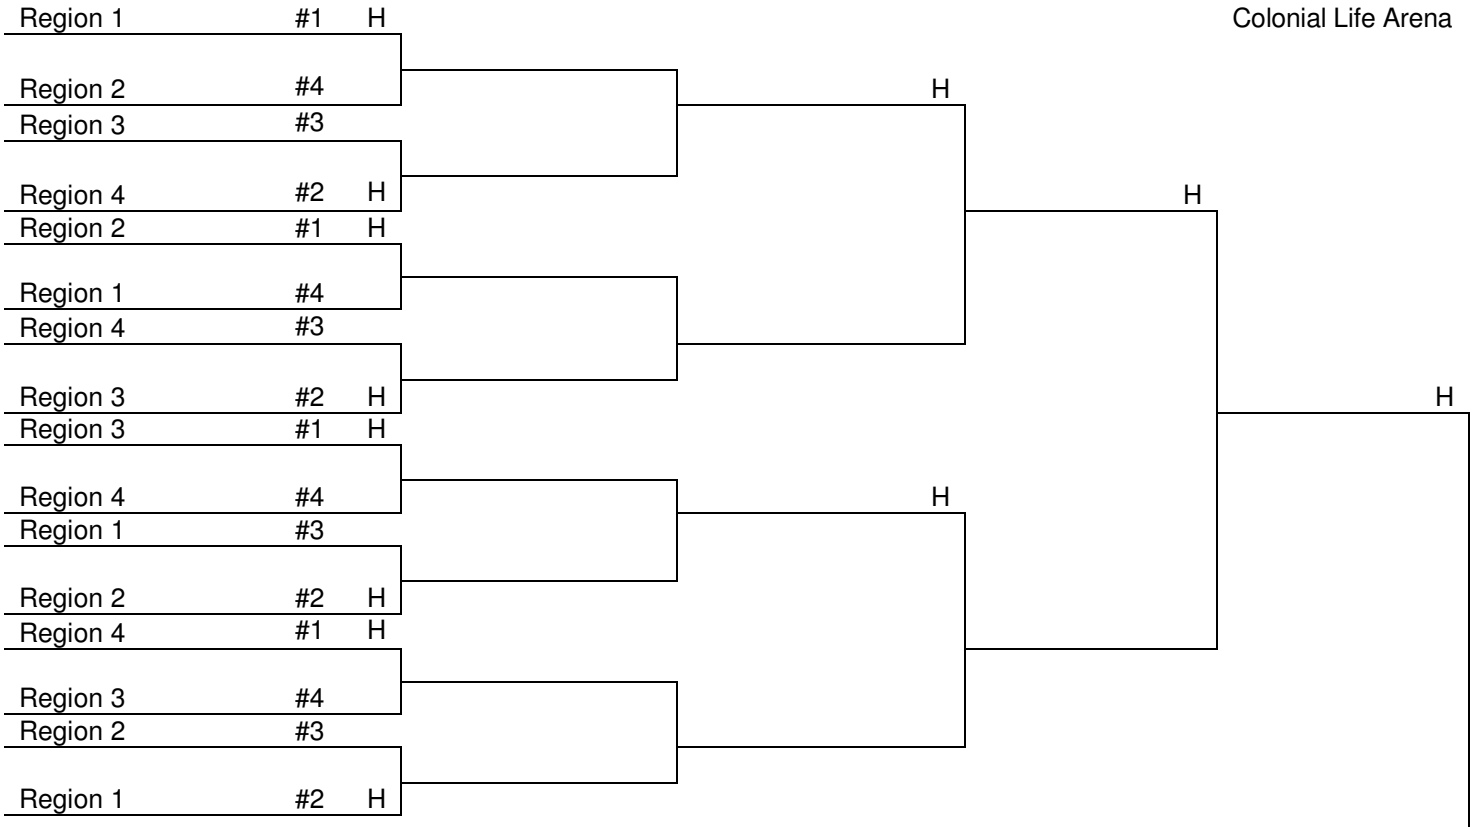 Region 1 #1 H
Colonial Life Arena
Region 2 #4
H
Region 3 #3
Region 4 #2 H
H
Region 2 #1 H
Region 1 #4
Region 4 #3
Region 3 #2 H
H
Region 3 #1 H
Region 4 #4
H
Region 1 #3
Region 2 #2 H
Region 4 #1 H
Region 3 #4
Region 2 #3
Region 1 #2 H